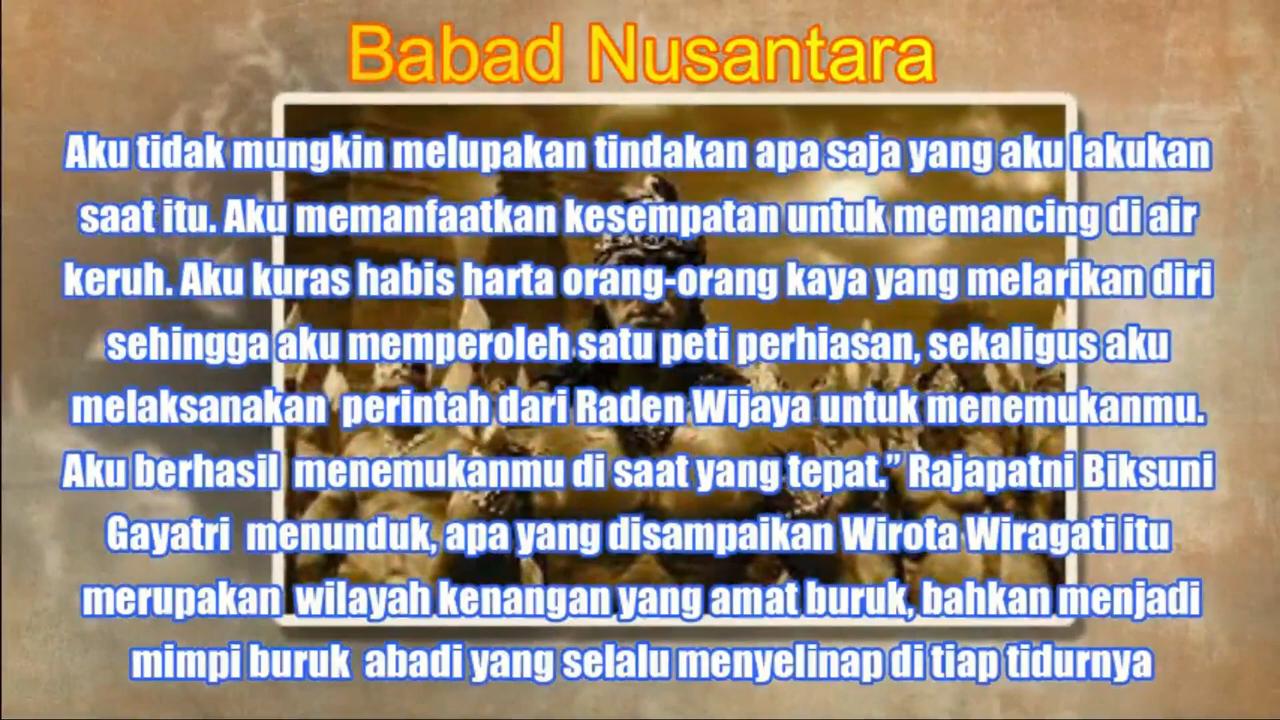 Babad Nusantara
Aku tidak mungkin melupakan tindakan apa saja yang aku lakukan
saat itu. Aku memanfaatkan kesempatan untuk memancing di air
keruh. Aku kuras habis harta orang-orang kaya yang melarikan diri
sehingga aku memperoleh satu peti perhiasan, sekaligus aku
melaksanakan perintah dari Raden Wijaya untuk menemukanmu.
Aku berhasil menemukanmu di saat yang tepat.” Rajapatni Biksuni
Gayatri menunduk, apa yang disampaikan Wirota Wiragati itu
merupakan wilayah kenangan yang amat buruk, bahkan menjadi
mimpi buruk abadi yang selalu menyelinap di tiap tidurnya